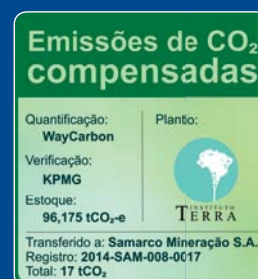 Emissões de CO₂
compensadas
Quantificação:
WayCarbon
Verificação:
KPMG
Estoque:
96,175 tCO₂-e
Plantio:
INSTITUTO
TERRA
Transferido a: Samarco Mineração S.A.
Registro: 2014-SAM-008-0017
Total: 17 tCO₂